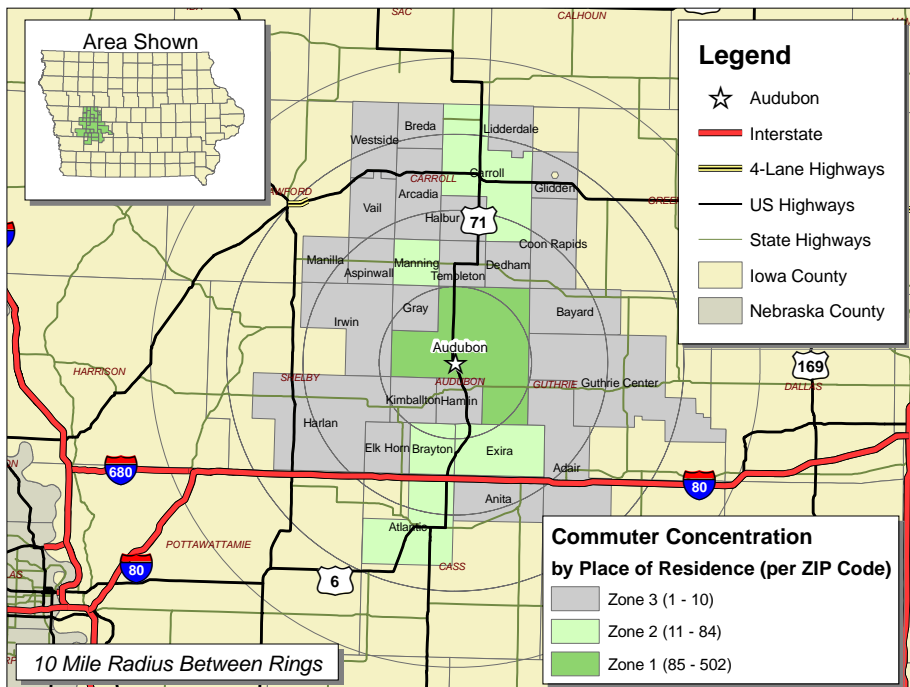 SAC
CALHOUN
Area Shown
Legend
Audubon
Interstate
4-Lane Highways
US Highways
State Highways
Iowa County
Nebraska County
Breda
Lidderdale
Westside
Carroll
CARROLL
Glidden
Arcadia
Vail
Halbur
71
Coon Rapids
Manilla
Manning
Dedham
Aspinwall
Templeton
Gray
Bayard
Irwin
Audubon
169
HARRISON
SHELBY
AUDUBON
GUTHRIE
Guthrie Center
DALLAS
Kimballton
Hamlin
Harlan
Elk Horn
Brayton
Exira
Adair
680
80
Anita
Atlantic
POTTAWATTAMIE
CASS
80
6
Commuter Concentration
by Place of Residence (per ZIP Code)
Zone 3 (1 - 10)
Zone 2 (11 - 84)
Zone 1 (85 - 502)
10 Mile Radius Between Rings